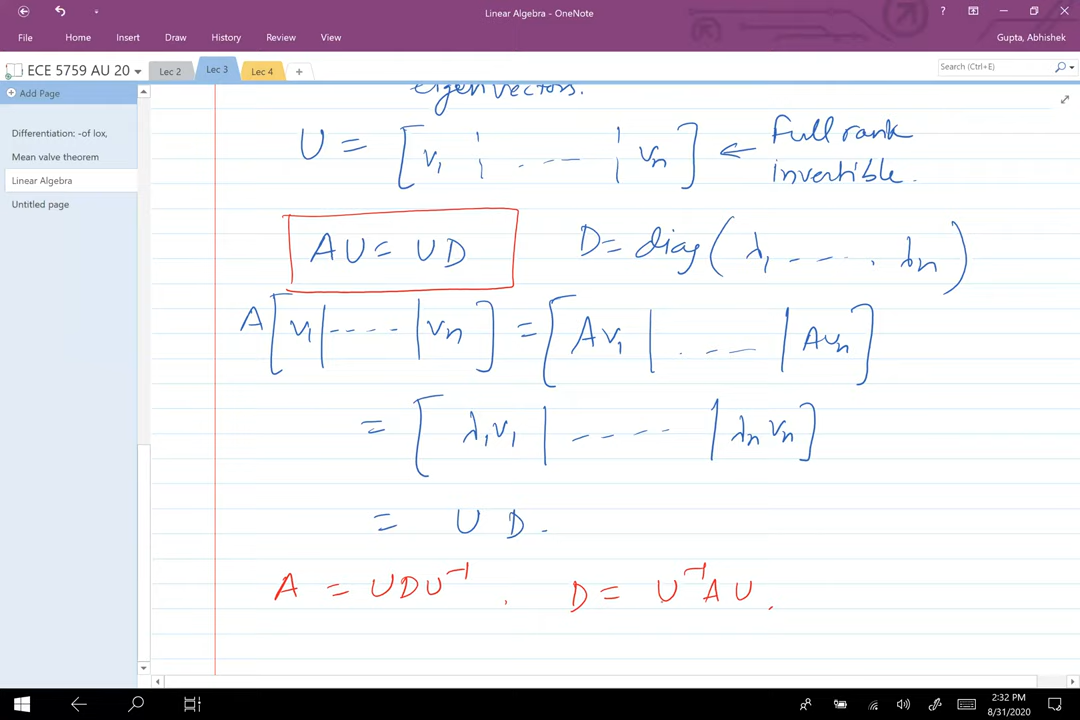 Linear Algebra - OneNote
Gupta, Abhishek
File Home Insert Draw History Review View
ECE 5759 AU 20 Lec 2 Lec 3 Lec 4
Search (Ctrl+E)
Add Page
Differentiation: -of lox,
Mean value theorem
Linear Algebra
Untitled page
eigenvectors.
U = [v₁ | . - - - | vₙ] ← Full rank
invertible.
AU = UD D = diag(λ₁ - - - . λₙ)
A[v₁ | - - - - | vₙ] = [Av₁ | . - - - | Avₙ]
= [λ₁v₁ | - - - - - | λₙvₙ]
= U D.
A = UDU⁻¹. D = U⁻¹AU.
2:32 PM
8/31/2020